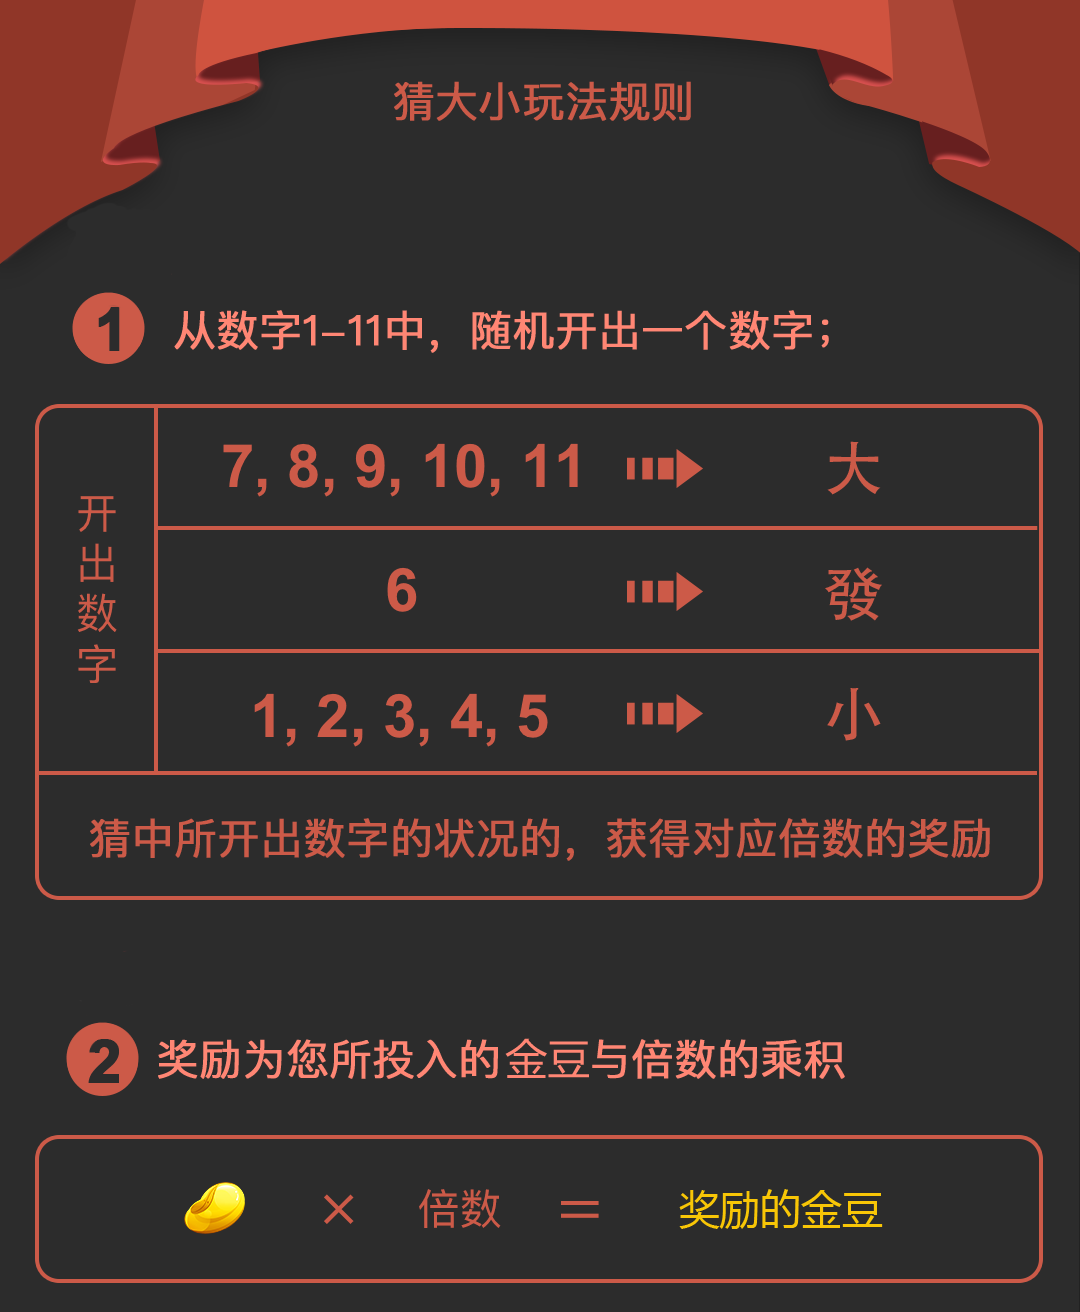 猜大小玩法规则
1 从数字1–11中，随机开出一个数字；
开出数字
7, 8, 9, 10, 11 大
6 發
1, 2, 3, 4, 5 小
猜中所开出数字的状况的，获得对应倍数的奖励
2 奖励为您所投入的金豆与倍数的乘积
× 倍数 = 奖励的金豆